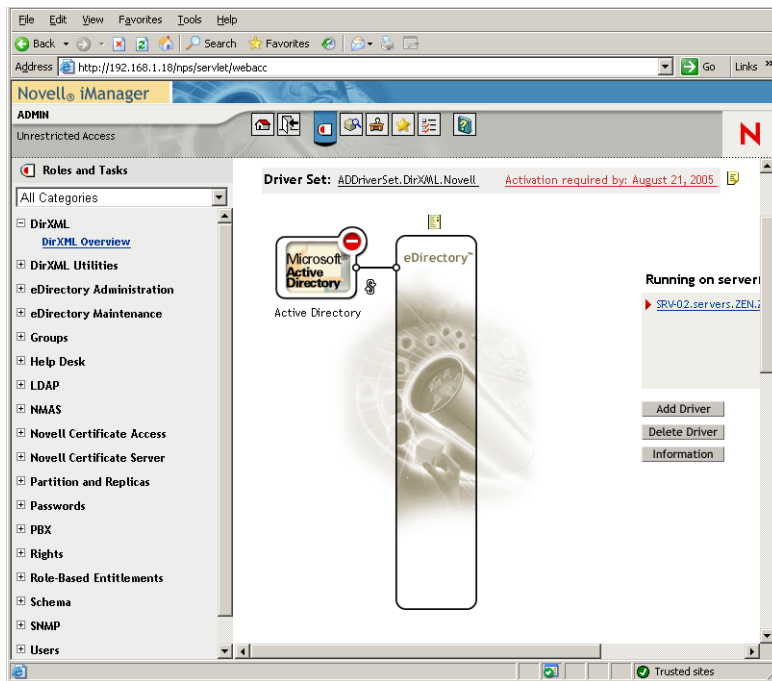 File Edit View Favorites Tools Help
Back Search Favorites
Address http://192.168.1.18/nps/servlet/webacc Go Links »
Novell® iManager
ADMIN
Unrestricted Access
N
Roles and Tasks
All Categories
DirXML
DirXML Overview
DirXML Utilities
eDirectory Administration
eDirectory Maintenance
Groups
Help Desk
LDAP
NMAS
Novell Certificate Access
Novell Certificate Server
Partition and Replicas
Passwords
PBX
Rights
Role-Based Entitlements
Schema
SNMP
Users
Driver Set: ADDriverSet.DirXML.Novell Activation required by: August 21, 2005
Microsoft®
Active
Directory
Active Directory
eDirectory™
Running on server
SRV-02.servers.ZEN.
Add Driver
Delete Driver
Information
Trusted sites